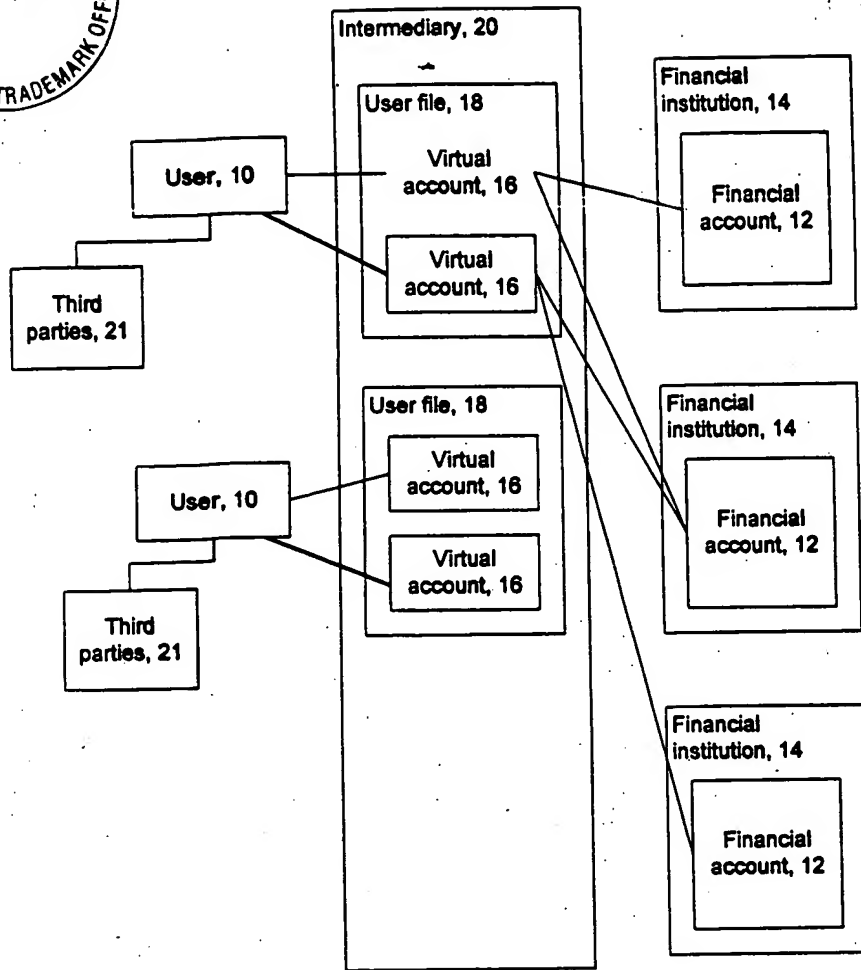 TRADEMARK OFF
Intermediary, 20
User file, 18
Virtual
account, 16
Virtual
account, 16
User, 10
Third
parties, 21
Financial
institution, 14
Financial
account, 12
User file, 18
Virtual
account, 16
Virtual
account, 16
User, 10
Third
parties, 21
Financial
institution, 14
Financial
account, 12
Financial
institution, 14
Financial
account, 12